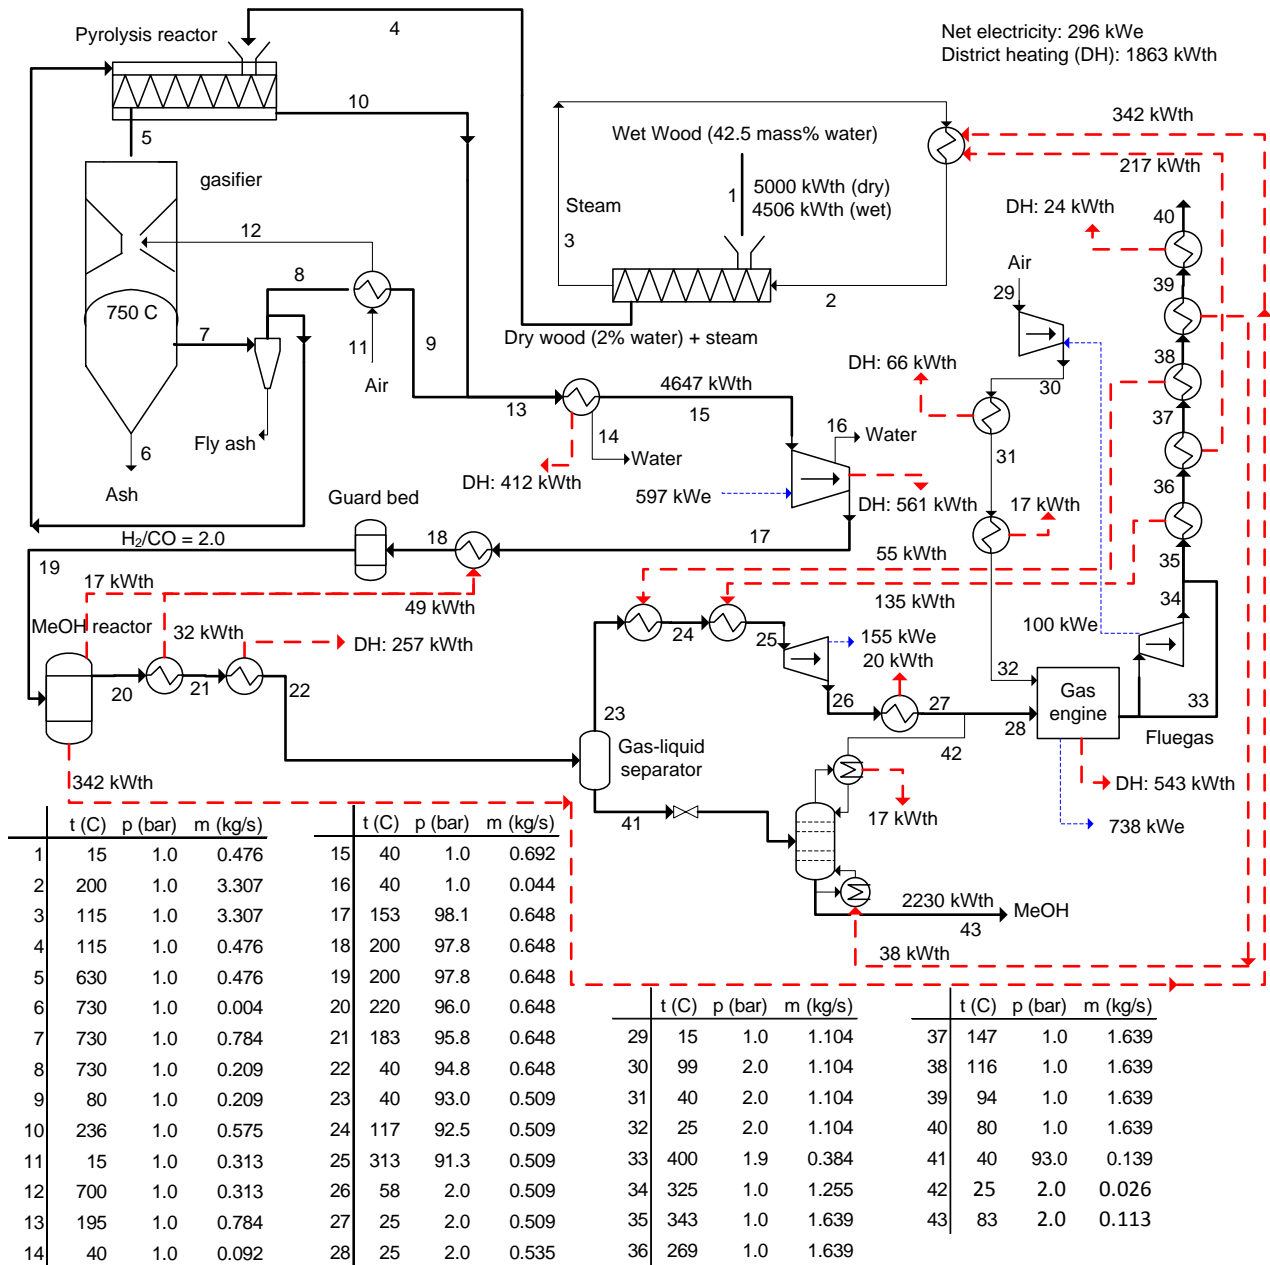 Net electricity: 296 kWe
District heating (DH): 1863 kWth
Pyrolysis reactor
4
10
5
gasifier
12
750 C
8
7
9
11
Air
Fly ash
6
Ash
H2/CO = 2.0
Wet Wood (42.5 mass% water)
1
5000 kWth (dry)
4506 kWth (wet)
Steam
3
2
Dry wood (2% water) + steam
342 kWth
217 kWth
DH: 24 kWth
40
39
38
37
36
35
34
33
Air
29
30
DH: 66 kWth
31
17 kWth
13
4647 kWth
15
14
Water
DH: 412 kWth
16
Water
597 kWe
DH: 561 kWth
17
Guard bed
18
19
17 kWth
49 kWth
MeOH reactor
32 kWth
DH: 257 kWth
20
21
22
342 kWth
55 kWth
135 kWth
24
25
155 kWe
20 kWth
26
27
23
Gas-liquid
separator
42
28
32
Gas
engine
100 kWe
Fluegas
DH: 543 kWth
738 kWe
41
17 kWth
2230 kWth
MeOH
43
38 kWth
t (C) p (bar) m (kg/s)
1 15 1.0 0.476
2 200 1.0 3.307
3 115 1.0 3.307
4 115 1.0 0.476
5 630 1.0 0.476
6 730 1.0 0.004
7 730 1.0 0.784
8 730 1.0 0.209
9 80 1.0 0.209
10 236 1.0 0.575
11 15 1.0 0.313
12 700 1.0 0.313
13 195 1.0 0.784
14 40 1.0 0.092
t (C) p (bar) m (kg/s)
15 40 1.0 0.692
16 40 1.0 0.044
17 153 98.1 0.648
18 200 97.8 0.648
19 200 97.8 0.648
20 220 96.0 0.648
21 183 95.8 0.648
22 40 94.8 0.648
23 40 93.0 0.509
24 117 92.5 0.509
25 313 91.3 0.509
26 58 2.0 0.509
27 25 2.0 0.509
28 25 2.0 0.535
t (C) p (bar) m (kg/s)
29 15 1.0 1.104
30 99 2.0 1.104
31 40 2.0 1.104
32 25 2.0 1.104
33 400 1.9 0.384
34 325 1.0 1.255
35 343 1.0 1.639
36 269 1.0 1.639
t (C) p (bar) m (kg/s)
37 147 1.0 1.639
38 116 1.0 1.639
39 94 1.0 1.639
40 80 1.0 1.639
41 40 93.0 0.139
42 25 2.0 0.026
43 83 2.0 0.113